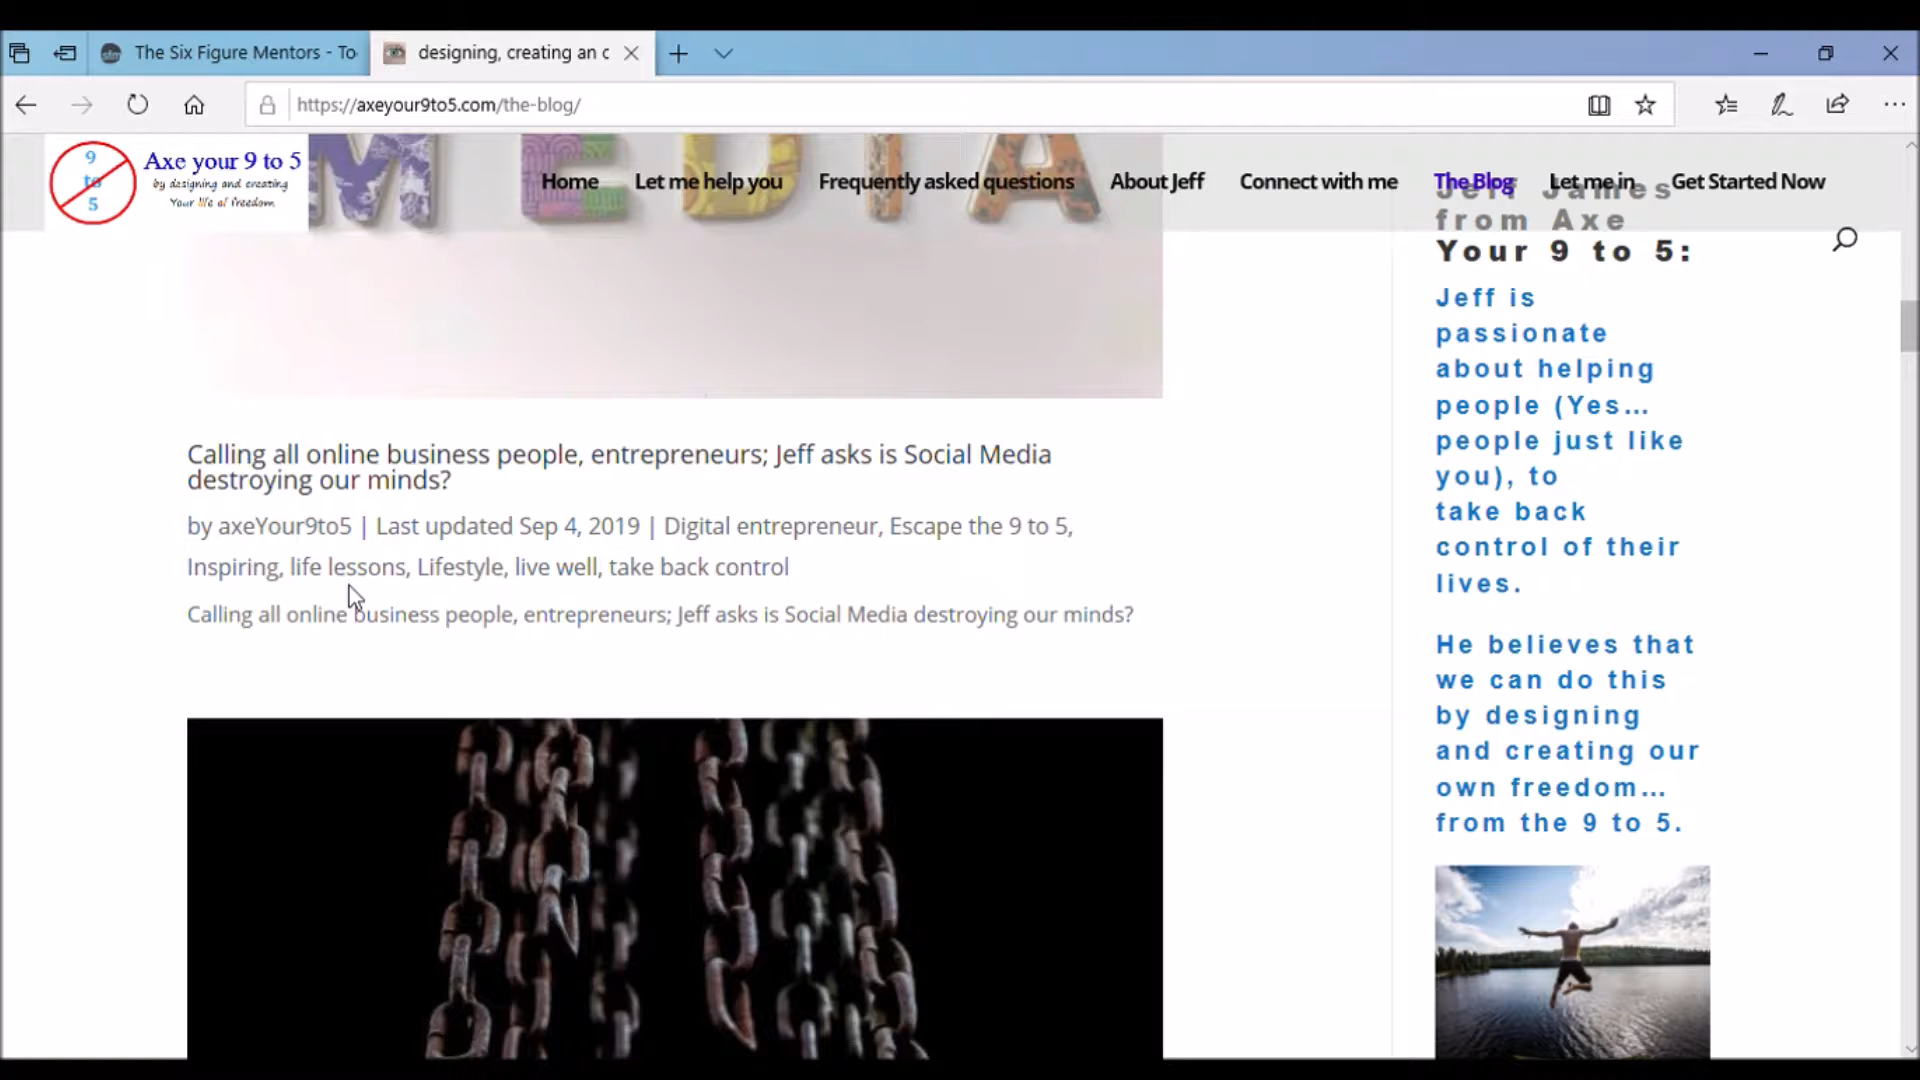 The Six Figure Mentors - To
designing, creating an c
https://axeyour9to5.com/the-blog/
9
to
5
Axe your 9 to 5
by designing and creating
Your life of freedom.
MEDIA
Home Let me help you Frequently asked questions About Jeff Connect with me The Blog Let me in Get Started Now
Calling all online business people, entrepreneurs; Jeff asks is Social Media
destroying our minds?
by axeYour9to5 | Last updated Sep 4, 2019 | Digital entrepreneur, Escape the 9 to 5,
Inspiring, life lessons, Lifestyle, live well, take back control
Calling all online business people, entrepreneurs; Jeff asks is Social Media destroying our minds?
Jeff James
from Axe
Your 9 to 5:
Jeff is
passionate
about helping
people (Yes…
people just like
you), to
take back
control of their
lives.
He believes that
we can do this
by designing
and creating our
own freedom…
from the 9 to 5.